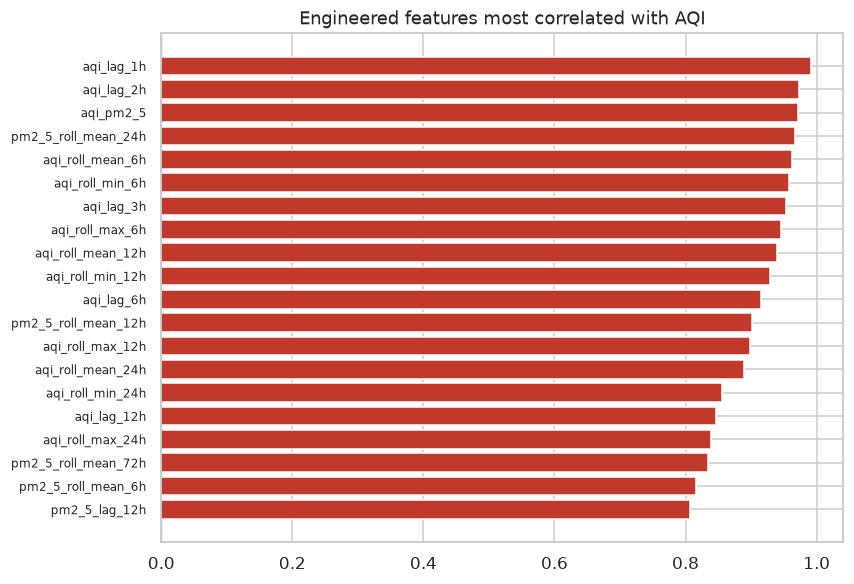 Engineered features most correlated with AQI
aqi_lag_1h
aqi_lag_2h
aqi_pm2_5
pm2_5_roll_mean_24h
aqi_roll_mean_6h
aqi_roll_min_6h
aqi_lag_3h
aqi_roll_max_6h
aqi_roll_mean_12h
aqi_roll_min_12h
aqi_lag_6h
pm2_5_roll_mean_12h
aqi_roll_max_12h
aqi_roll_mean_24h
aqi_roll_min_24h
aqi_lag_12h
aqi_roll_max_24h
pm2_5_roll_mean_72h
pm2_5_roll_mean_6h
pm2_5_lag_12h
0.0 0.2 0.4 0.6 0.8 1.0